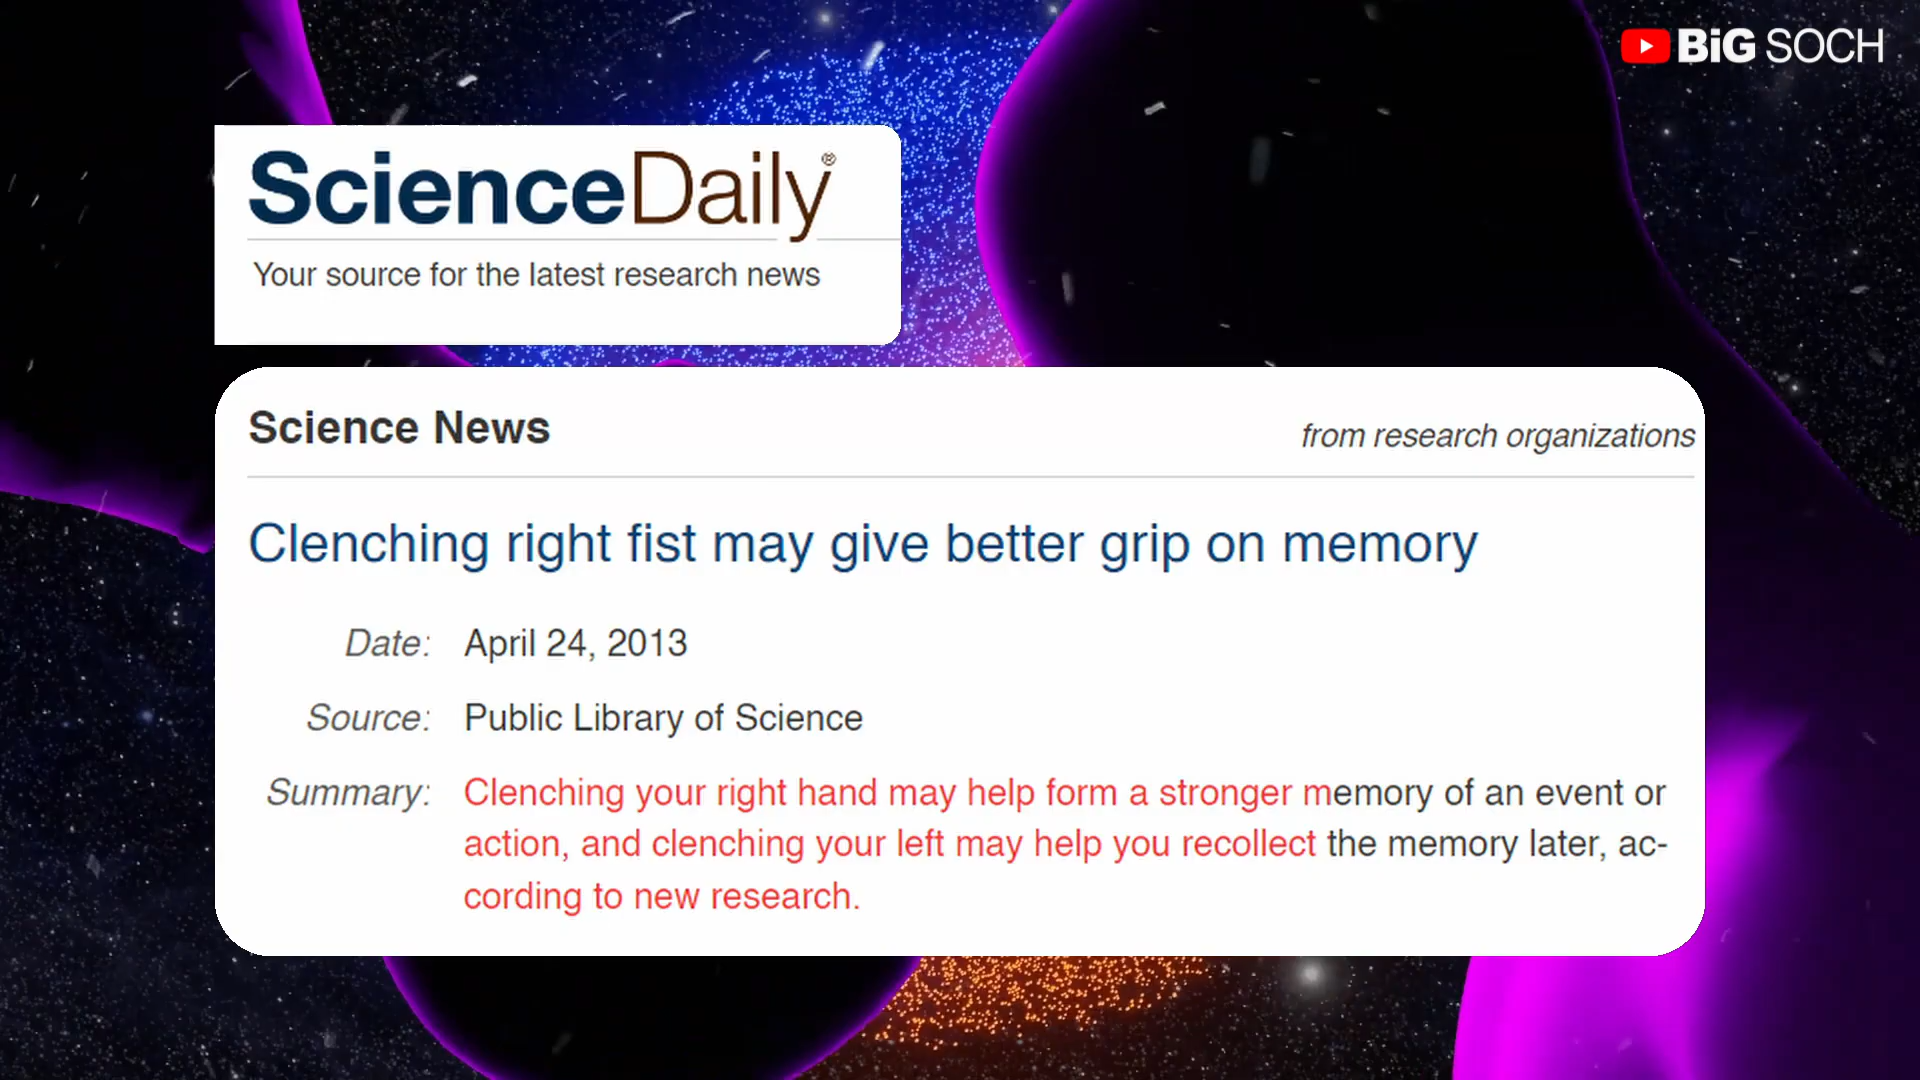 BiG SOCH
ScienceDaily®
Your source for the latest research news
Science News
from research organizations
Clenching right fist may give better grip on memory
Date: April 24, 2013
Source: Public Library of Science
Summary: Clenching your right hand may help form a stronger memory of an event or
action, and clenching your left may help you recollect the memory later, ac-
cording to new research.